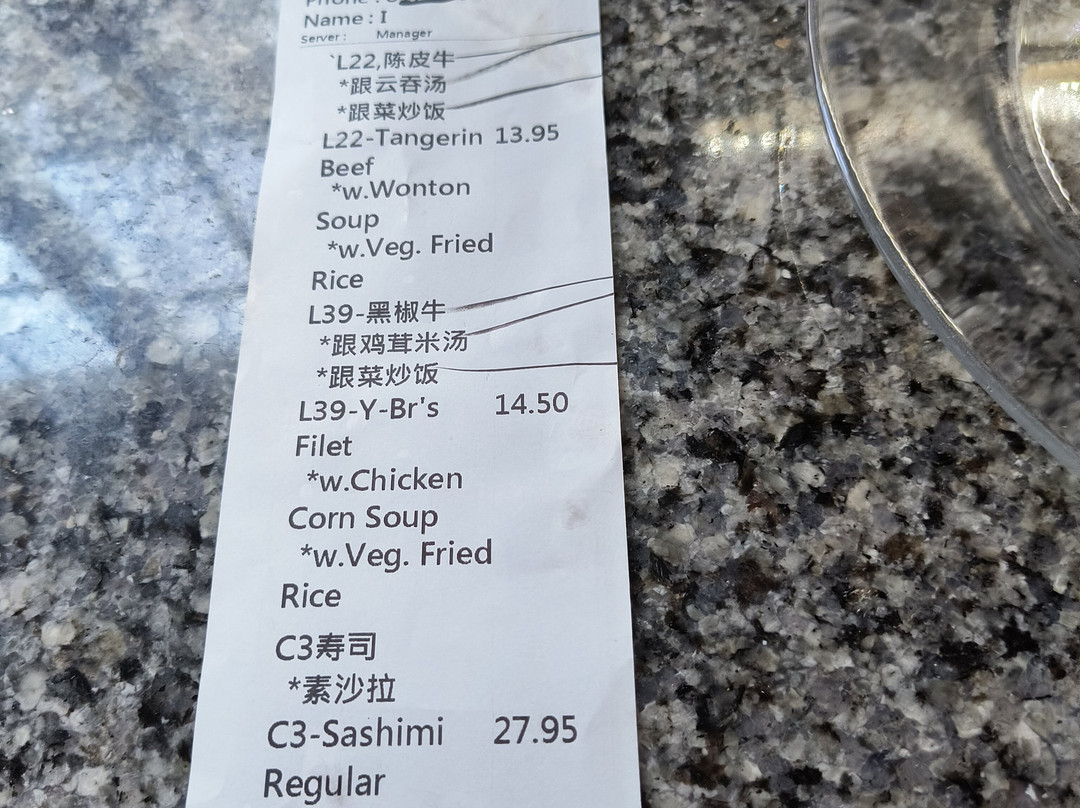 Phone :
Name : I
Server : Manager
`L22,陈皮牛
*跟云吞汤
*跟菜炒饭
L22-Tangerin 13.95
Beef
*w.Wonton
Soup
*w.Veg. Fried
Rice
L39-黑椒牛
*跟鸡茸米汤
*跟菜炒饭
L39-Y-Br's 14.50
Filet
*w.Chicken
Corn Soup
*w.Veg. Fried
Rice
C3寿司
*素沙拉
C3-Sashimi 27.95
Regular